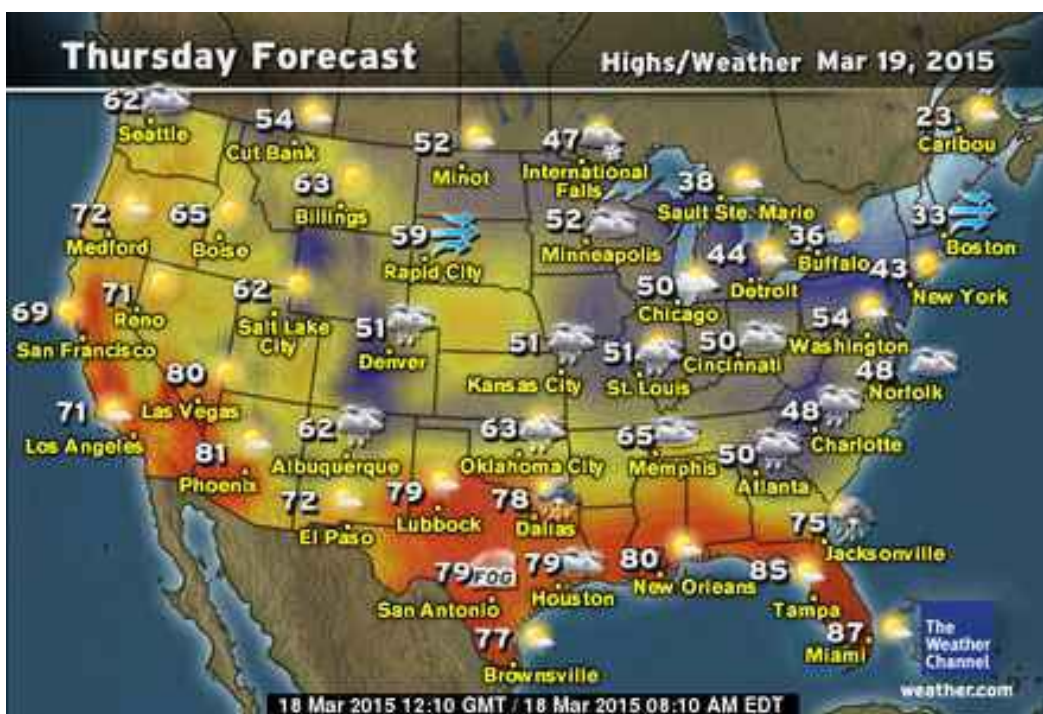 Thursday Forecast
Highs/Weather Mar 19, 2015
62
Seattle
54
Cut Bank
52
Minot
47
International
Falls
23
Caribou
63
Billings
38
Sault Ste. Marie
72
Medford
65
Boise
59
Rapid City
52
Minneapolis
36
Buffalo
33
Boston
44
Detroit
43
New York
71
Reno
62
Salt Lake
City
50
Chicago
69
San Francisco
51
Denver
51
Kansas City
51
St. Louis
50
Cincinnati
54
Washington
80
Las Vegas
48
Norfolk
71
Los Angeles
81
Phoenix
62
Albuquerque
63
Oklahoma City
65
Memphis
50
Atlanta
48
Charlotte
72
El Paso
79
Lubbock
78
Dallas
75
Jacksonville
79 FOG
San Antonio
79
Houston
80
New Orleans
85
Tampa
77
Brownsville
87
Miami
The
Weather
Channel
weather.com
18 Mar 2015 12:10 GMT / 18 Mar 2015 08:10 AM EDT